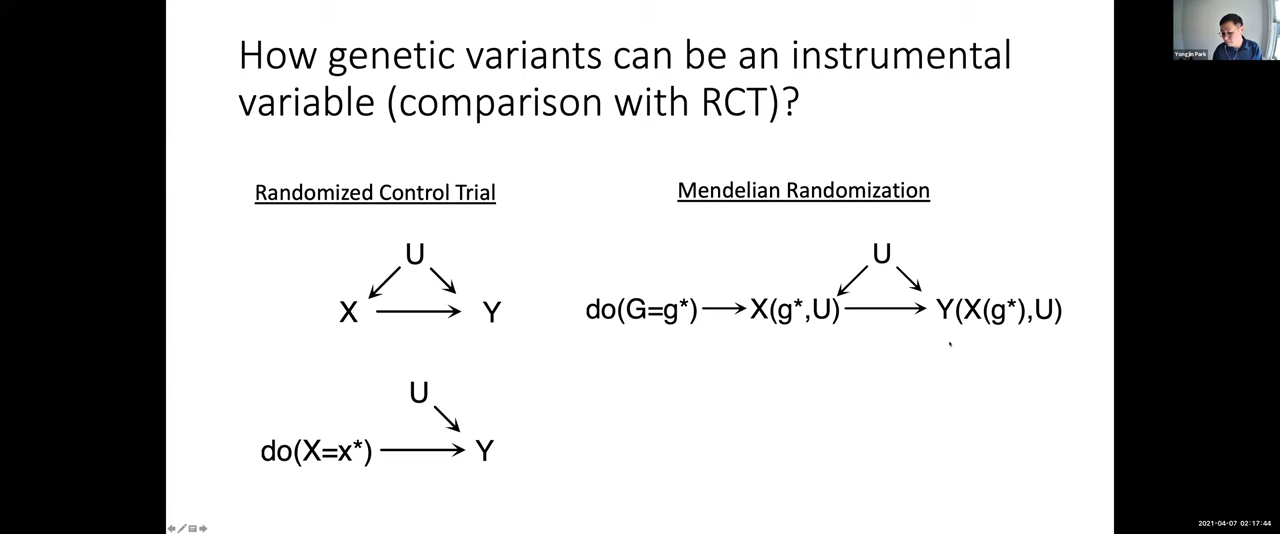 How genetic variants can be an instrumental
variable (comparison with RCT)?
Randomized Control Trial
U
X
Y
U
do(X=x*)
Y
Mendelian Randomization
U
do(G=g*)
X(g*,U)
Y(X(g*),U)
Yongjin Park
2021-04-07 02:17:44